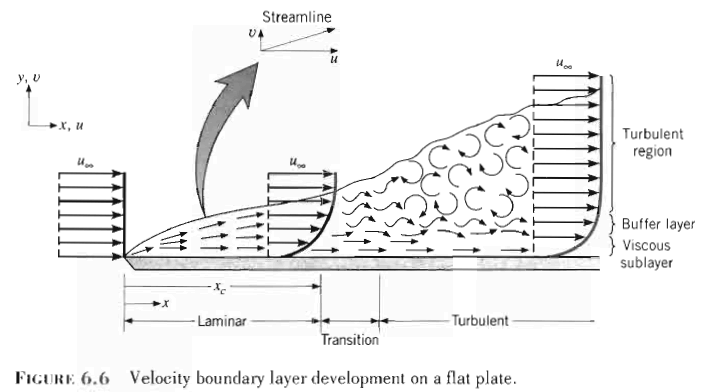 Streamline
υ
u
u∞
y, υ
x, u
u∞
u∞
Turbulent
region
Buffer layer
Viscous
sublayer
xc
x
Laminar
Turbulent
Transition
FIGURE 6.6 Velocity boundary layer development on a flat plate.